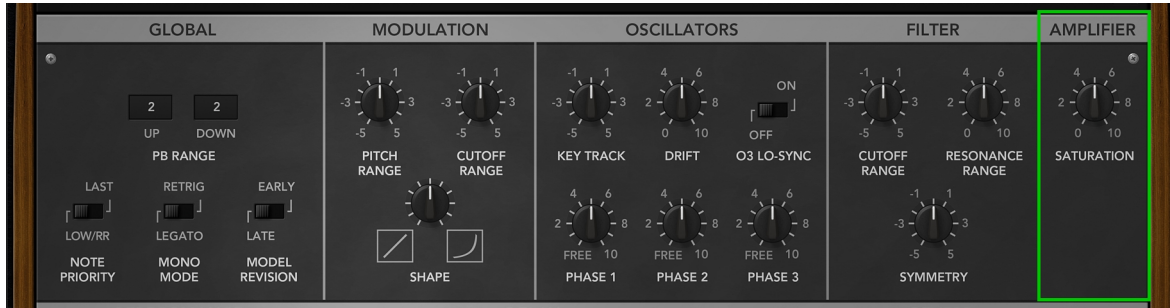 GLOBAL
MODULATION
OSCILLATORS
FILTER
AMPLIFIER
2 2
UP DOWN
PB RANGE
LAST RETRIG EARLY
LOW/RR LEGATO LATE
NOTE PRIORITY
MONO MODE
MODEL REVISION
-1 1
-3 3
-5 5
PITCH RANGE
-1 1
-3 3
-5 5
CUTOFF RANGE
SHAPE
-1 1
-3 3
-5 5
KEY TRACK
4 6
2 8
0 10
DRIFT
ON
OFF
O3 LO-SYNC
4 6
2 8
FREE 10
PHASE 1
4 6
2 8
FREE 10
PHASE 2
4 6
2 8
FREE 10
PHASE 3
-1 1
-3 3
-5 5
CUTOFF RANGE
4 6
2 8
0 10
RESONANCE RANGE
-1 1
-3 3
-5 5
SYMMETRY
4 6
2 8
0 10
SATURATION